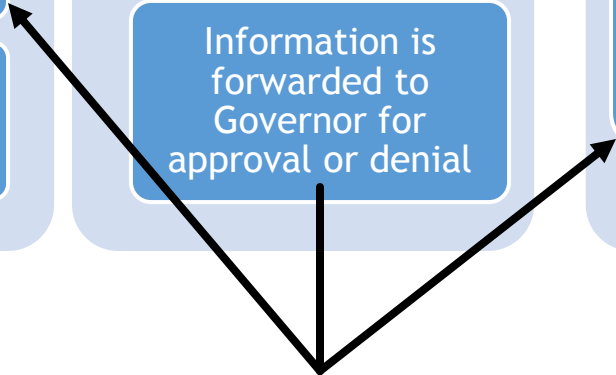 Information is
forwarded to
Governor for
approval or denial